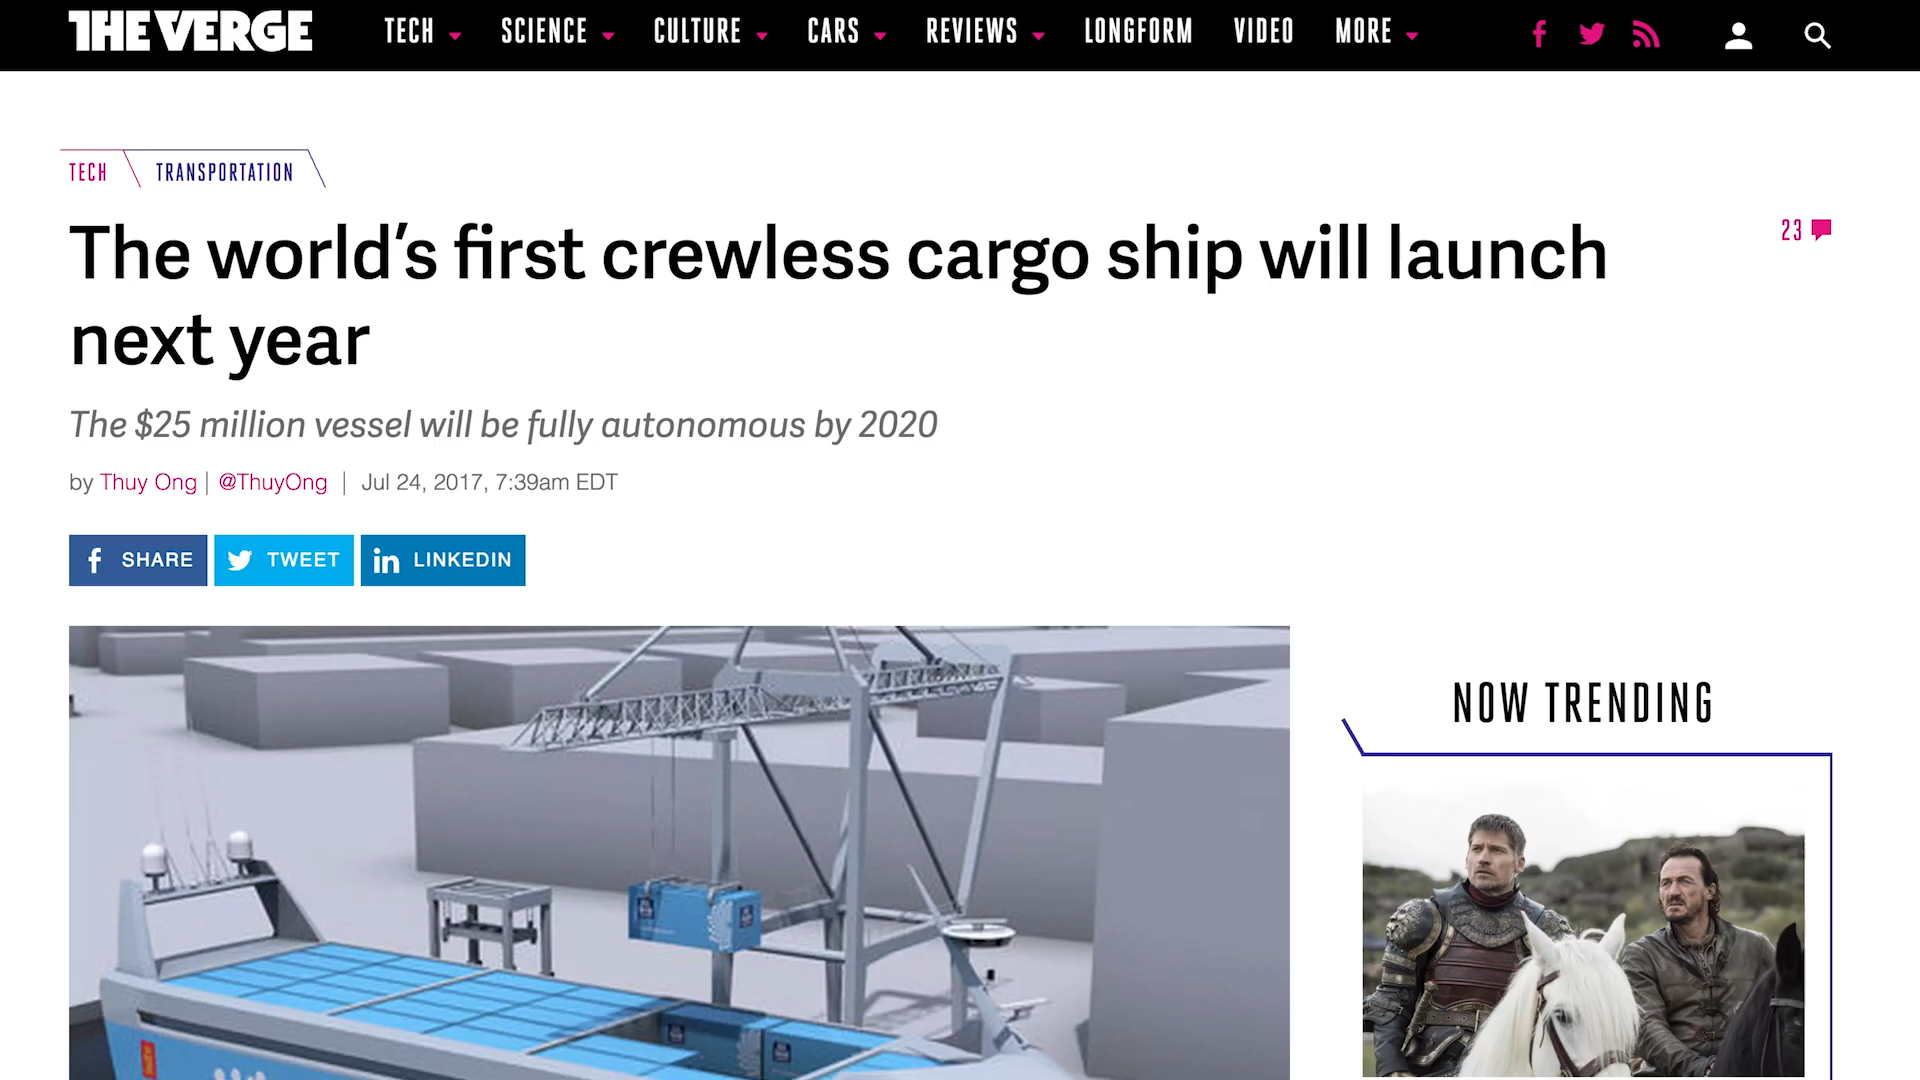 THE VERGE
TECH SCIENCE CULTURE CARS REVIEWS LONGFORM VIDEO MORE
TECH TRANSPORTATION
The world's first crewless cargo ship will launch
next year
23
The $25 million vessel will be fully autonomous by 2020
by Thuy Ong | @ThuyOng | Jul 24, 2017, 7:39am EDT
SHARE TWEET LINKEDIN
NOW TRENDING